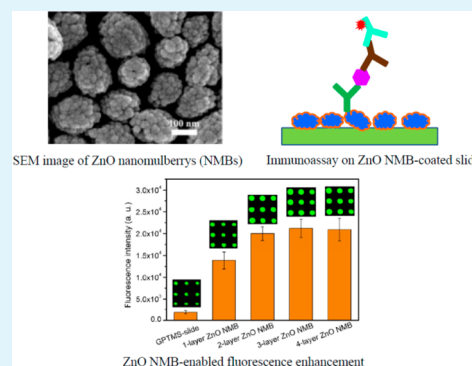 100 nm
SEM image of ZnO nanomulberrys (NMBs)
Immunoassay on ZnO NMB-coated slid
Fluorescence intensity (a. u.)
3.0x10⁴
2.5x10⁴
2.0x10⁴
1.5x10⁴
1.0x10⁴
5.0x10³
0.0
GPTMS-slide
1-layer ZnO NMB
2-layer ZnO NMB
3-layer ZnO NMB
4-layer ZnO NMB
ZnO NMB-enabled fluorescence enhancement